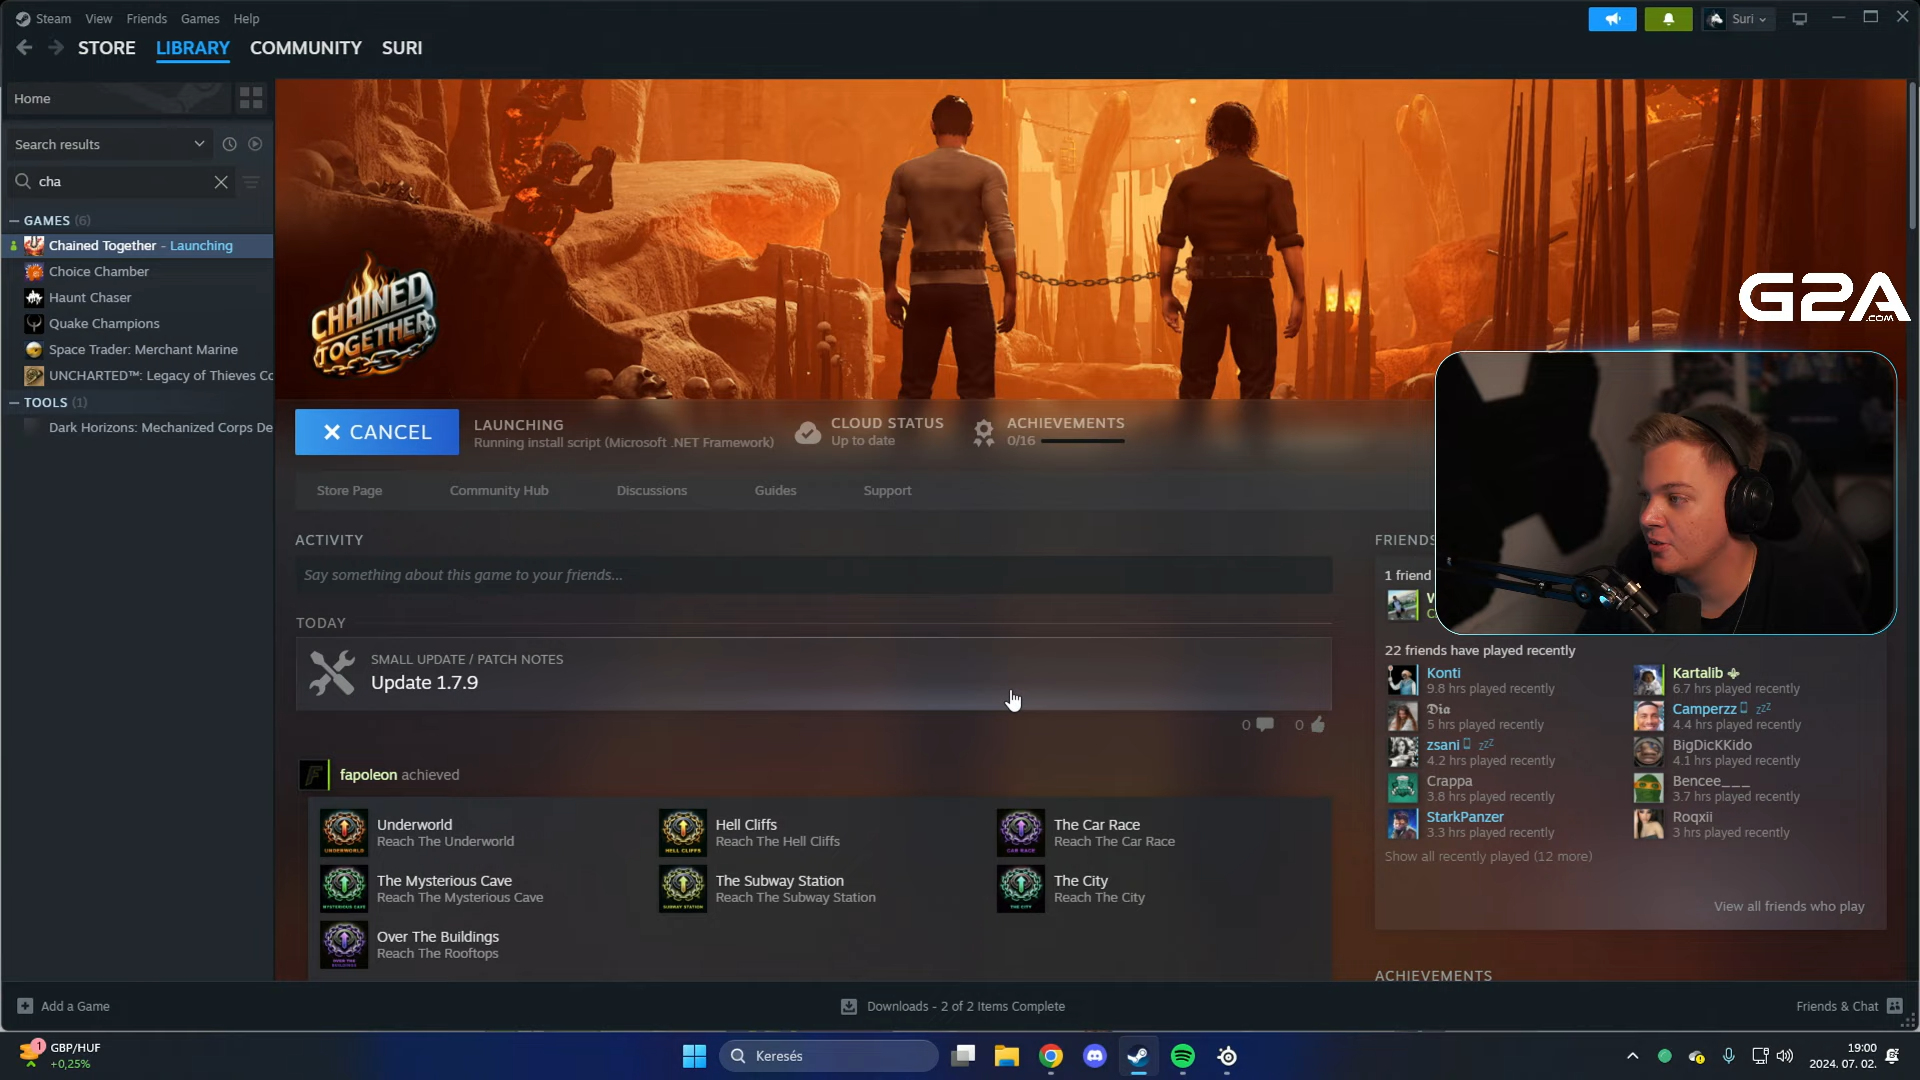 Steam View Friends Games Help
Suri
STORE LIBRARY COMMUNITY SURI
Home
Search results
cha
GAMES (6)
Chained Together - Launching
Choice Chamber
Haunt Chaser
Quake Champions
Space Trader: Merchant Marine
UNCHARTED™: Legacy of Thieves Co
TOOLS (1)
Dark Horizons: Mechanized Corps De
CHAINED
TOGETHER
G2A
.COM
CANCEL
LAUNCHING
Running install script (Microsoft .NET Framework)
CLOUD STATUS
Up to date
ACHIEVEMENTS
0/16
Store Page Community Hub Discussions Guides Support
ACTIVITY
Say something about this game to your friends...
TODAY
SMALL UPDATE / PATCH NOTES
Update 1.7.9
0 0
fapoleon achieved
Underworld
Reach The Underworld
Hell Cliffs
Reach The Hell Cliffs
The Car Race
Reach The Car Race
The Mysterious Cave
Reach The Mysterious Cave
The Subway Station
Reach The Subway Station
The City
Reach The City
Over The Buildings
Reach The Rooftops
FRIENDS
1 friend
22 friends have played recently
Konti
9.8 hrs played recently
Kartalib
6.7 hrs played recently
𝕯𝖎𝖆
5 hrs played recently
Camperzz zzz
4.4 hrs played recently
zsani zzz
4.2 hrs played recently
BigDicKKido
4.1 hrs played recently
Crappa
3.8 hrs played recently
Bencee___
3.7 hrs played recently
StarkPanzer
3.3 hrs played recently
Roqxii
3 hrs played recently
Show all recently played (12 more)
View all friends who play
ACHIEVEMENTS
Add a Game
Downloads - 2 of 2 Items Complete
Friends & Chat
1
GBP/HUF
+0,25%
Keresés
19:00
2024. 07. 02.